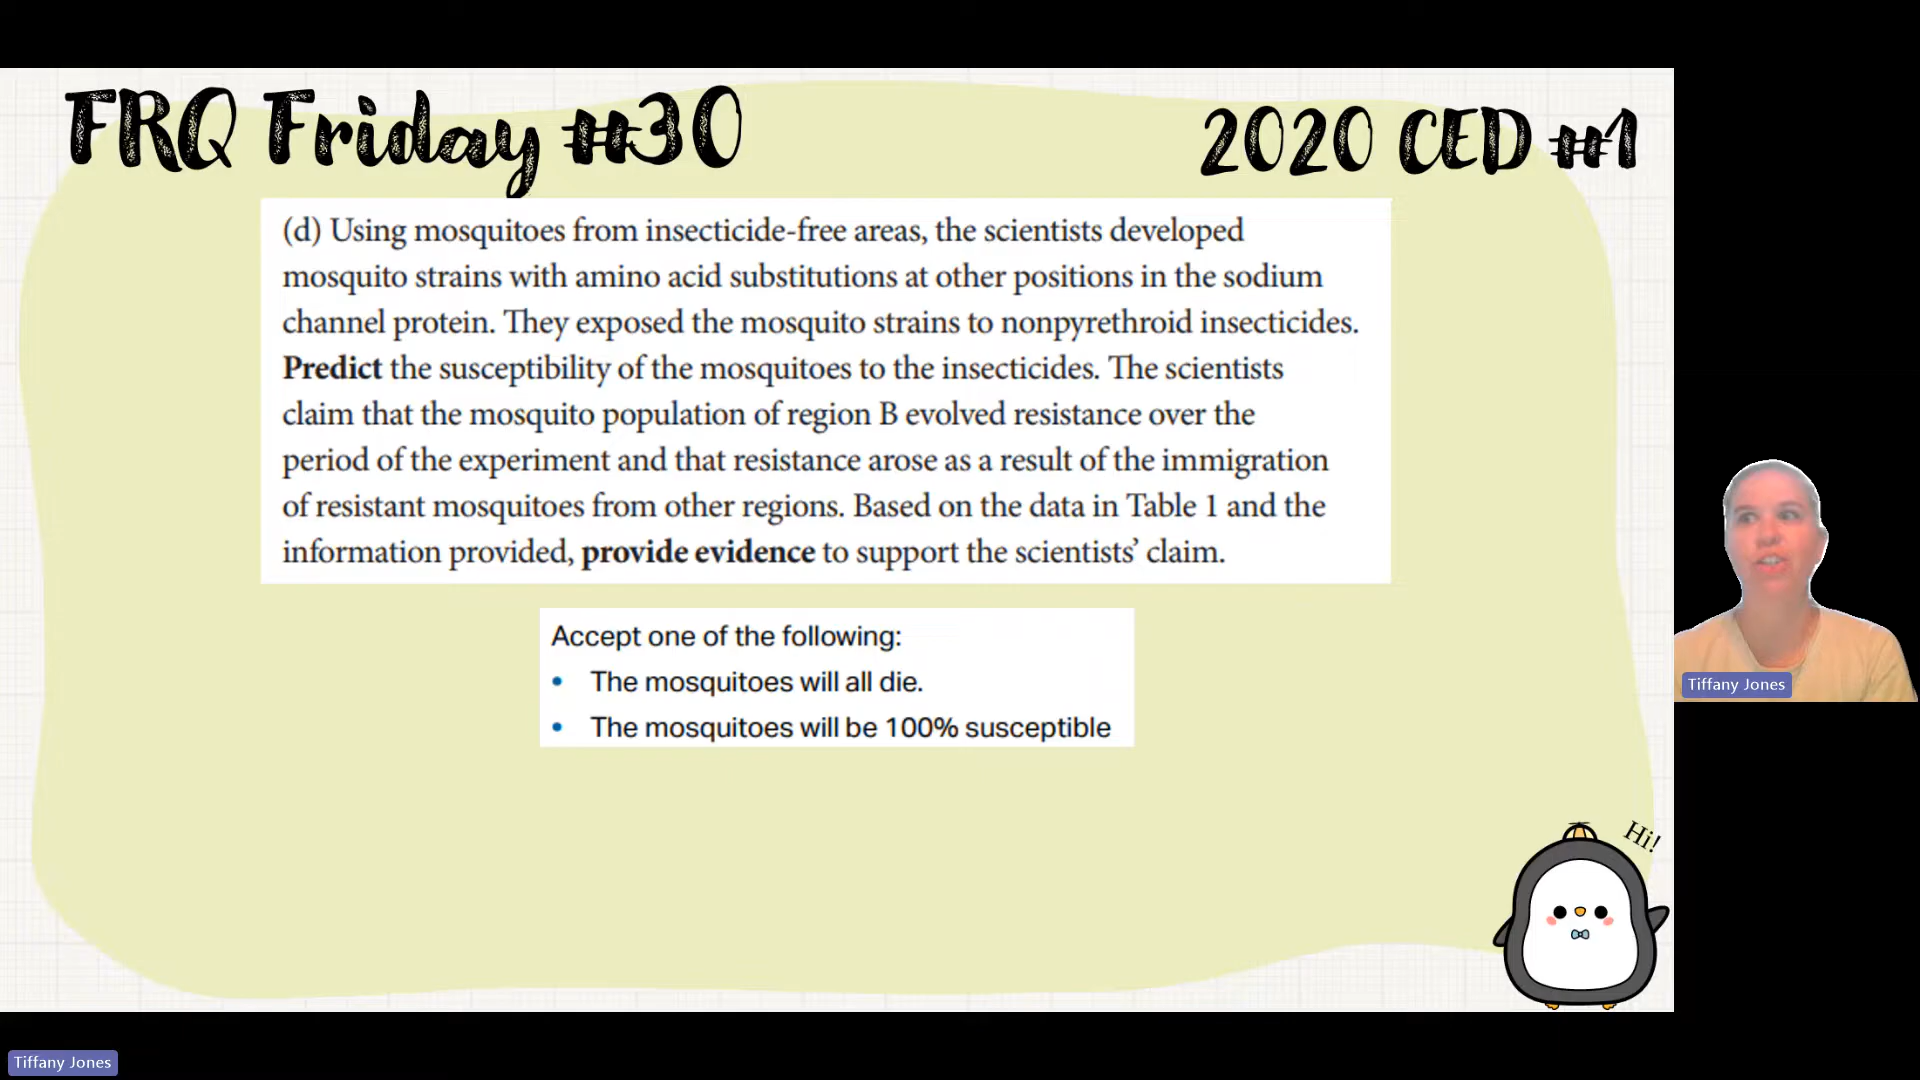 FRQ Friday #30
2020 CED #1
(d) Using mosquitoes from insecticide-free areas, the scientists developed
mosquito strains with amino acid substitutions at other positions in the sodium
channel protein. They exposed the mosquito strains to nonpyrethroid insecticides.
Predict the susceptibility of the mosquitoes to the insecticides. The scientists
claim that the mosquito population of region B evolved resistance over the
period of the experiment and that resistance arose as a result of the immigration
of resistant mosquitoes from other regions. Based on the data in Table 1 and the
information provided, provide evidence to support the scientists’ claim.
Accept one of the following:
• The mosquitoes will all die.
• The mosquitoes will be 100% susceptible
Hi!
Tiffany Jones
Tiffany Jones